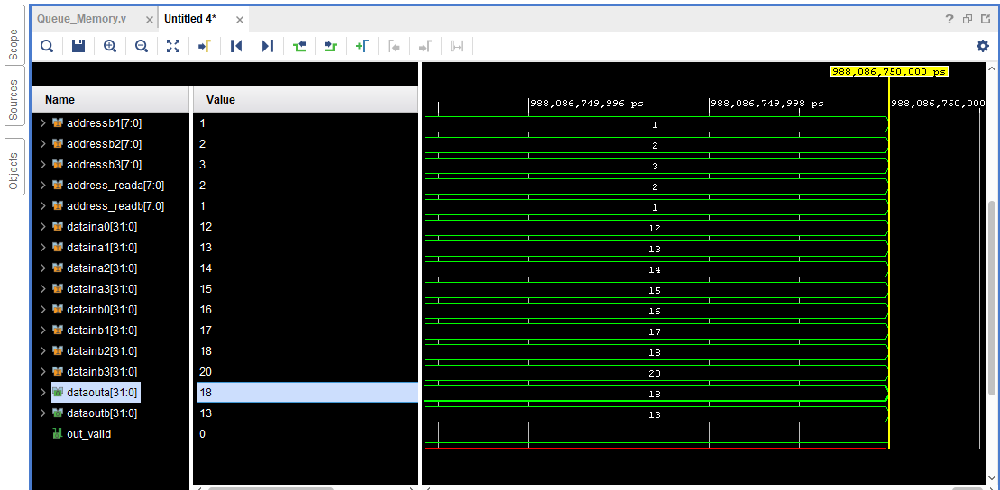 Queue_Memory.v × Untitled 4* ×
?
Scope
Sources
Objects
988,086,750,000 ps
Name Value
988,086,749,996 ps 988,086,749,998 ps 988,086,750,000
addressb1[7:0] 1 1
addressb2[7:0] 2 2
addressb3[7:0] 3 3
address_reada[7:0] 2 2
address_readb[7:0] 1 1
dataina0[31:0] 12 12
dataina1[31:0] 13 13
dataina2[31:0] 14 14
dataina3[31:0] 15 15
datainb0[31:0] 16 16
datainb1[31:0] 17 17
datainb2[31:0] 18 18
datainb3[31:0] 20 20
dataouta[31:0] 18 18
dataoutb[31:0] 13 13
out_valid 0